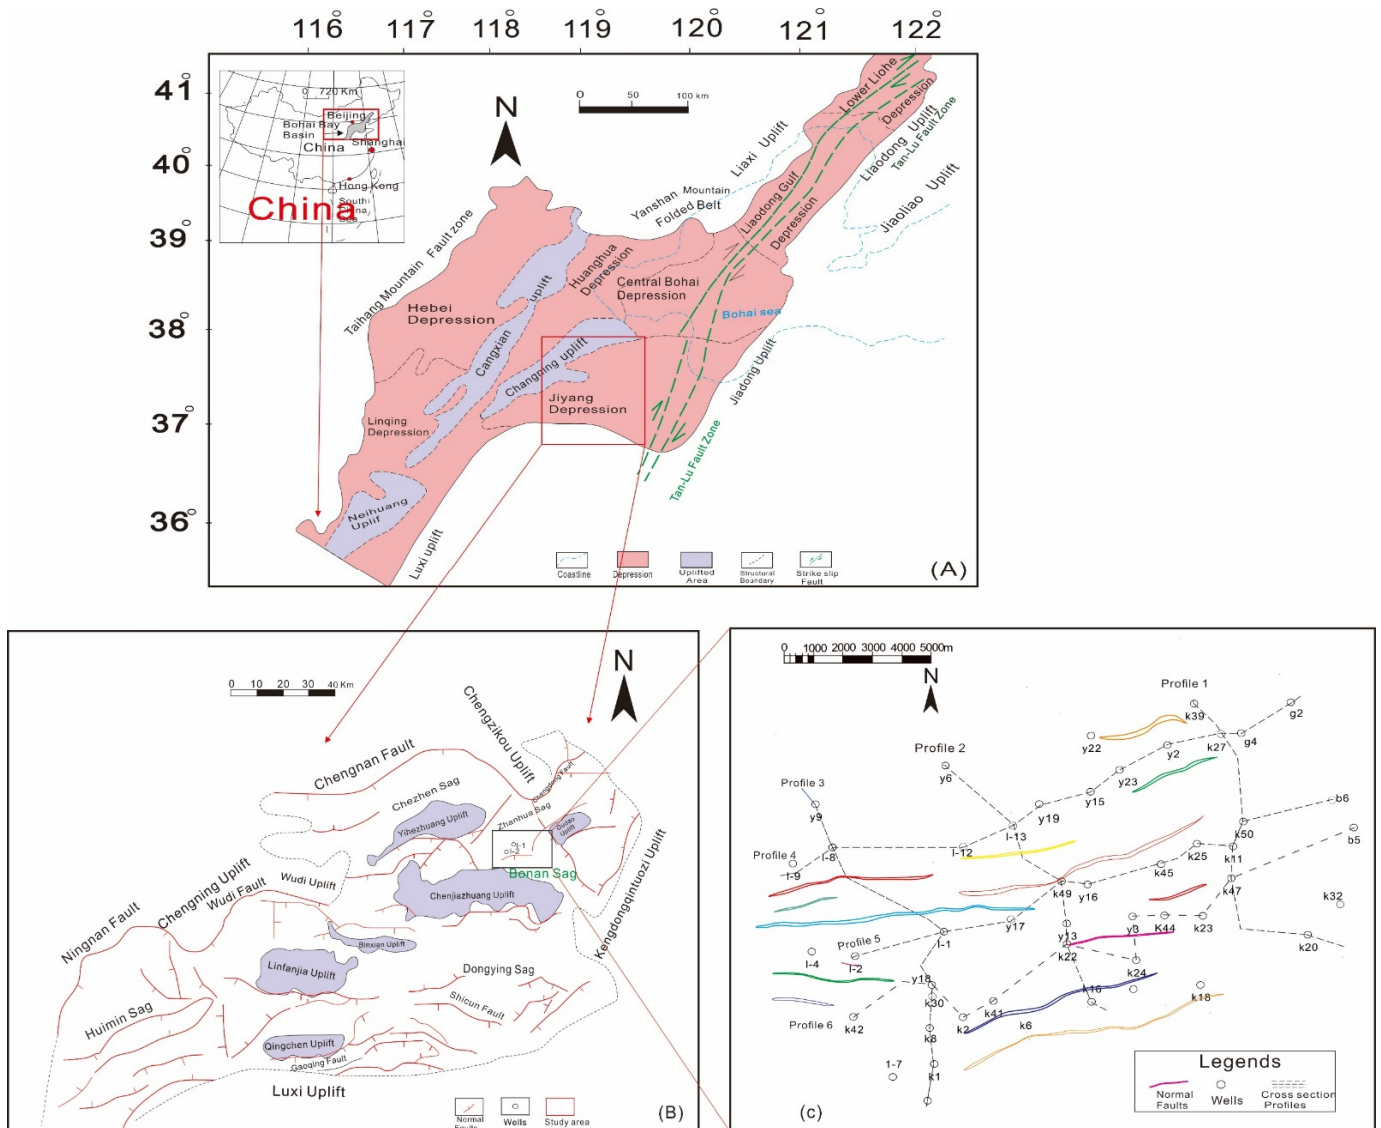 116°
117°
118°
119°
120°
121°
122°
41°
40°
39°
38°
37°
36°
0 720 Km
Beijing
Bohai Bay
Basin
China
Shanghai
Hong Kong
South
China
Sea
China
N
0 50 100 km
Lower Liohe
Depression
Liaodong Uplift
Tan-Lu Fault Zone
Liaxi Uplift
Jiaoliao Uplift
Yanshan Mountain
Folded Belt
Liaodong Gulf
Depression
Taihang Mountain Fault zone
Huanghua
Depression
Central Bohai
Depression
Hebei
Depression
Cangxian uplift
Bohai sea
Changning uplift
Jiyang
Depression
Jiadong Uplift
Linqing
Depression
Tan-Lu Fault Zone
Neihuang
Uplif
Luxi uplift
Coastline
Depression
Uplifted
Area
Structural
Boundary
Strike slip
Fault
(A)
N
0 10 20 30 40 Km
Chengzikou Uplift
Chengnan Fault
Chengdong Fault
Chezhen Sag
Zhanhua Sag
Yihezhuang Uplift
Uplift
I-1
I-2
Bonan Sag
Chengning Uplift
Wudi Fault
Wudi Uplift
Chenjiazhuang Uplift
Kengdongqintuozi Uplift
Ningnan Fault
Binxian Uplift
Linfanjia Uplift
Dongying Sag
Shicun Fault
Huimin Sag
Qingchen Uplift
Gaoqing Fault
Luxi Uplift
Normal
Faults
Wells
Study area
(B)
0 1000 2000 3000 4000 5000m
N
Profile 1
k39
g2
y22
k27
g4
y2
Profile 2
y6
y23
y15
Profile 3
y9
y19
b6
l-13
k50
b5
l-8
l-12
k25
k11
Profile 4
l-9
k45
k47
k49
y16
k32
y17
y3
K44
k23
l-1
y13
k20
Profile 5
l-4
l-2
k22
k24
y18
k16
k18
k30
k41
Profile 6
k42
k2
k6
k8
1-7
k1
Legends
Normal
Faults
Wells
Cross section
Profiles
(c)